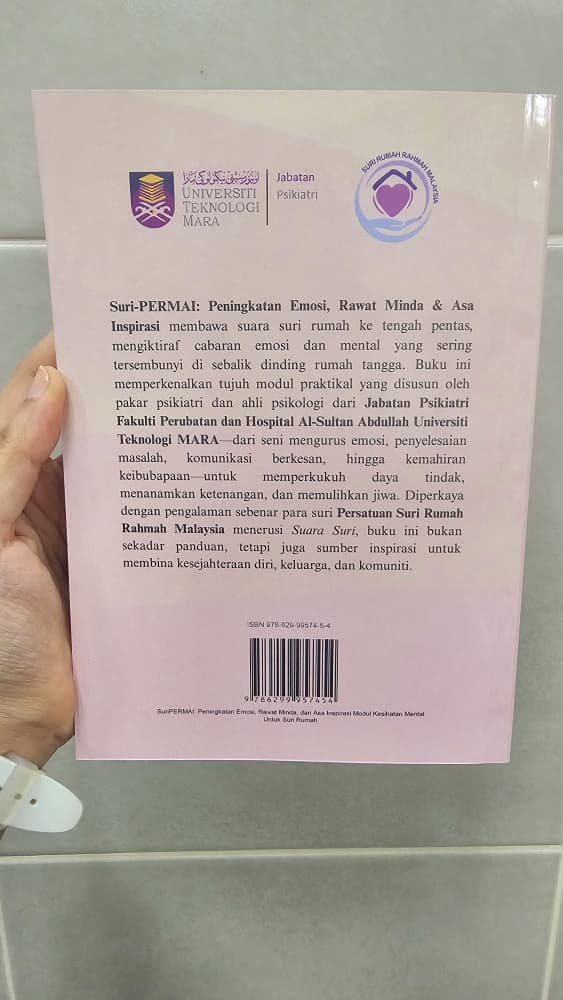 UNIVERSITI
TEKNOLOGI
MARA
Jabatan
Psikiatri
SURI RUMAH RAHMAH MALAYSIA
Suri-PERMAI: Peningkatan Emosi, Rawat Minda & Asa
Inspirasi membawa suara suri rumah ke tengah pentas,
mengiktiraf cabaran emosi dan mental yang sering
tersembunyi di sebalik dinding rumah tangga. Buku ini
memperkenalkan tujuh modul praktikal yang disusun oleh
pakar psikiatri dan ahli psikologi dari Jabatan Psikiatri
Fakulti Perubatan dan Hospital Al-Sultan Abdullah Universiti
Teknologi MARA—dari seni mengurus emosi, penyelesaian
masalah, komunikasi berkesan, hingga kemahiran
keibubapaan—untuk memperkukuh daya tindak,
menanamkan ketenangan, dan memulihkan jiwa. Diperkaya
dengan pengalaman sebenar para suri Persatuan Suri Rumah
Rahmah Malaysia menerusi Suara Suri, buku ini bukan
sekadar panduan, tetapi juga sumber inspirasi untuk
membina kesejahteraan diri, keluarga, dan komuniti.
ISBN 978-629-99574-5-4
9 786299 957454
SuriPERMAI: Peningkatan Emosi, Rawat Minda, dan Asa Inspirasi Modul Kesihatan Mental
Untuk Suri Rumah